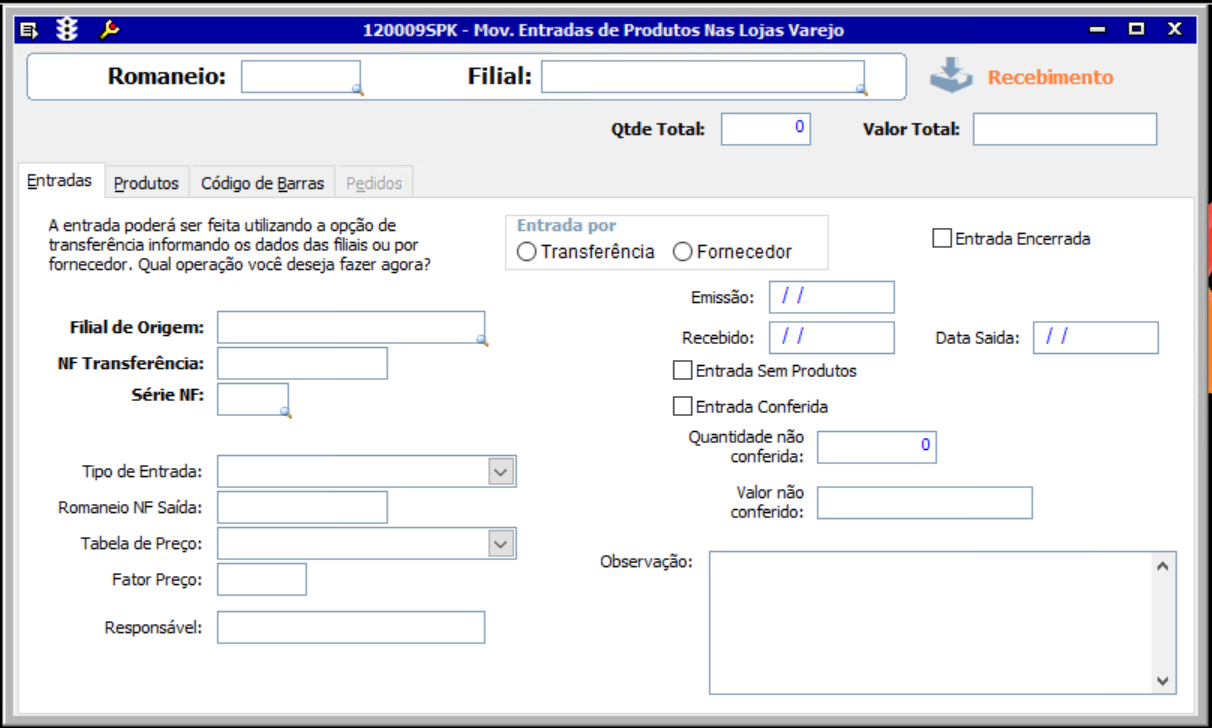 120009SPK - Mov. Entradas de Produtos Nas Lojas Varejo
Romaneio:
Filial:
Recebimento
Qtde Total: 0
Valor Total:
Entradas
Produtos
Código de Barras
Pedidos
A entrada poderá ser feita utilizando a opção de
transferência informando os dados das filiais ou por
fornecedor. Qual operação você deseja fazer agora?
Entrada por
Transferência
Fornecedor
Entrada Encerrada
Emissão: / /
Filial de Origem:
Recebido: / /
Data Saida: / /
NF Transferência:
Entrada Sem Produtos
Série NF:
Entrada Conferida
Quantidade não
conferida: 0
Tipo de Entrada:
Valor não
conferido:
Romaneio NF Saída:
Tabela de Preço:
Observação:
Fator Preço:
Responsável: